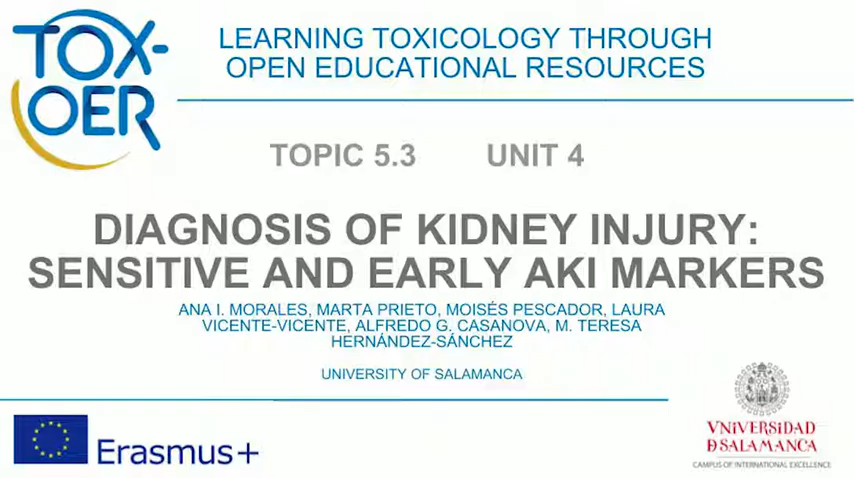 TOX-
OER
LEARNING TOXICOLOGY THROUGH
OPEN EDUCATIONAL RESOURCES
TOPIC 5.3 UNIT 4
DIAGNOSIS OF KIDNEY INJURY:
SENSITIVE AND EARLY AKI MARKERS
ANA I. MORALES, MARTA PRIETO, MOISÉS PESCADOR, LAURA
VICENTE-VICENTE, ALFREDO G. CASANOVA, M. TERESA
HERNÁNDEZ-SÁNCHEZ
UNIVERSITY OF SALAMANCA
Erasmus+
VNiVERSiDAD
D SALAMANCA
CAMPUS OF INTERNATIONAL EXCELLENCE